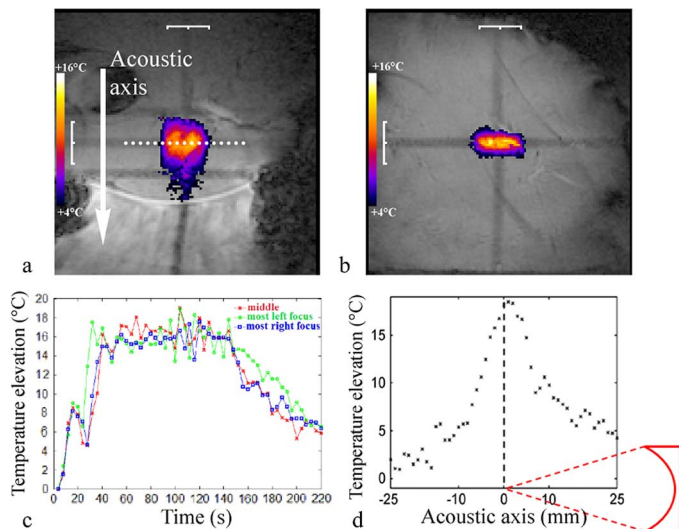 +16°C
Acoustic
axis
+4°C
a
+16°C
+4°C
b
Temperature elevation (°C)
20
18
16
14
12
10
8
6
4
2
0
middle
most left focus
most right focus
0 20 40 60 80 100 120 140 160 180 200 220
Time (s)
c
Temperature elevation (°C)
15
10
5
0
-25
-10
0
10
25
Acoustic axis (mm)
d